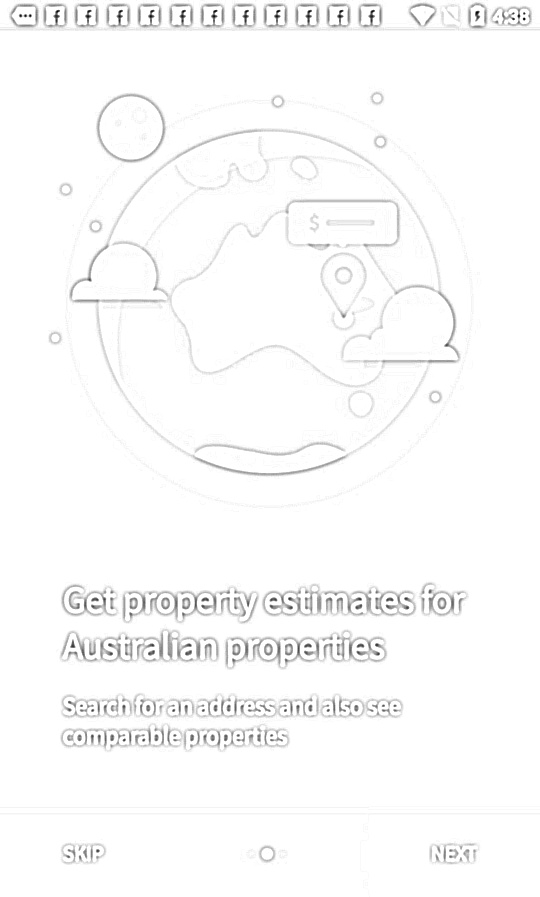 4:38
$
Get property estimates for
Australian properties
Search for an address and also see
comparable properties
SKIP
NEXT